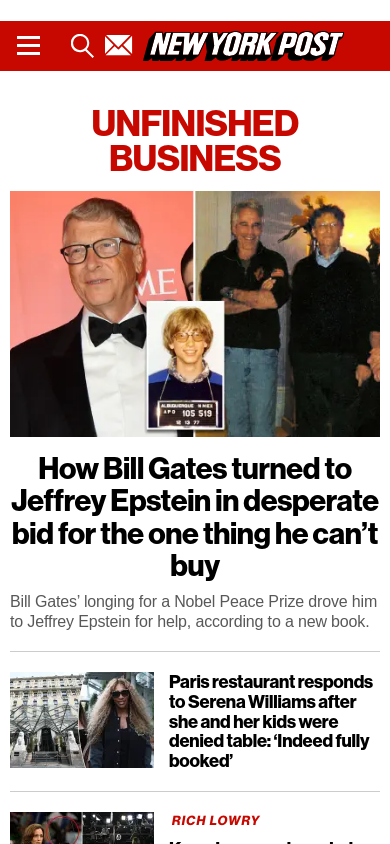 NEW YORK POST
UNFINISHED
BUSINESS
ME
ALBUQUERQUE N MEX
APD 105 519
12 13 77
How Bill Gates turned to
Jeffrey Epstein in desperate
bid for the one thing he can’t
buy
Bill Gates’ longing for a Nobel Peace Prize drove him
to Jeffrey Epstein for help, according to a new book.
Paris restaurant responds
to Serena Williams after
she and her kids were
denied table: ‘Indeed fully
booked’
RICH LOWRY